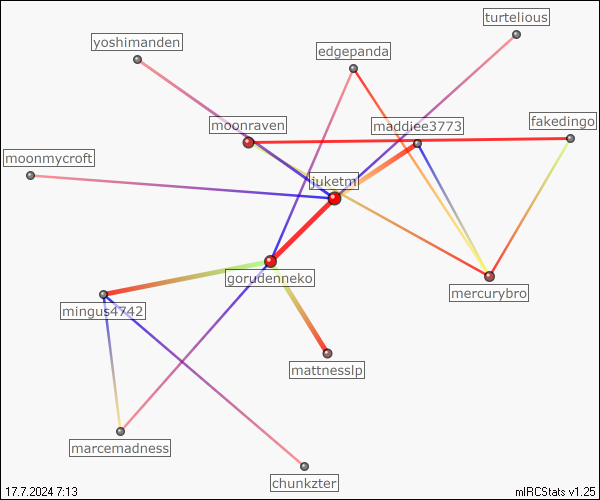 turtelious
yoshimanden
edgepanda
fakedingo
moonraven
maddiee3773
moonmycroft
juketm
gorudenneko
mercurybro
mingus4742
mattnesslp
marcemadness
chunkzter
17.7.2024 7:13
mIRCStats v1.25